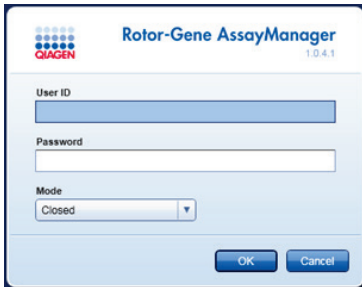 QIAGEN
Rotor-Gene AssayManager
1.0.4.1
User ID
Password
Mode
Closed
OK Cancel